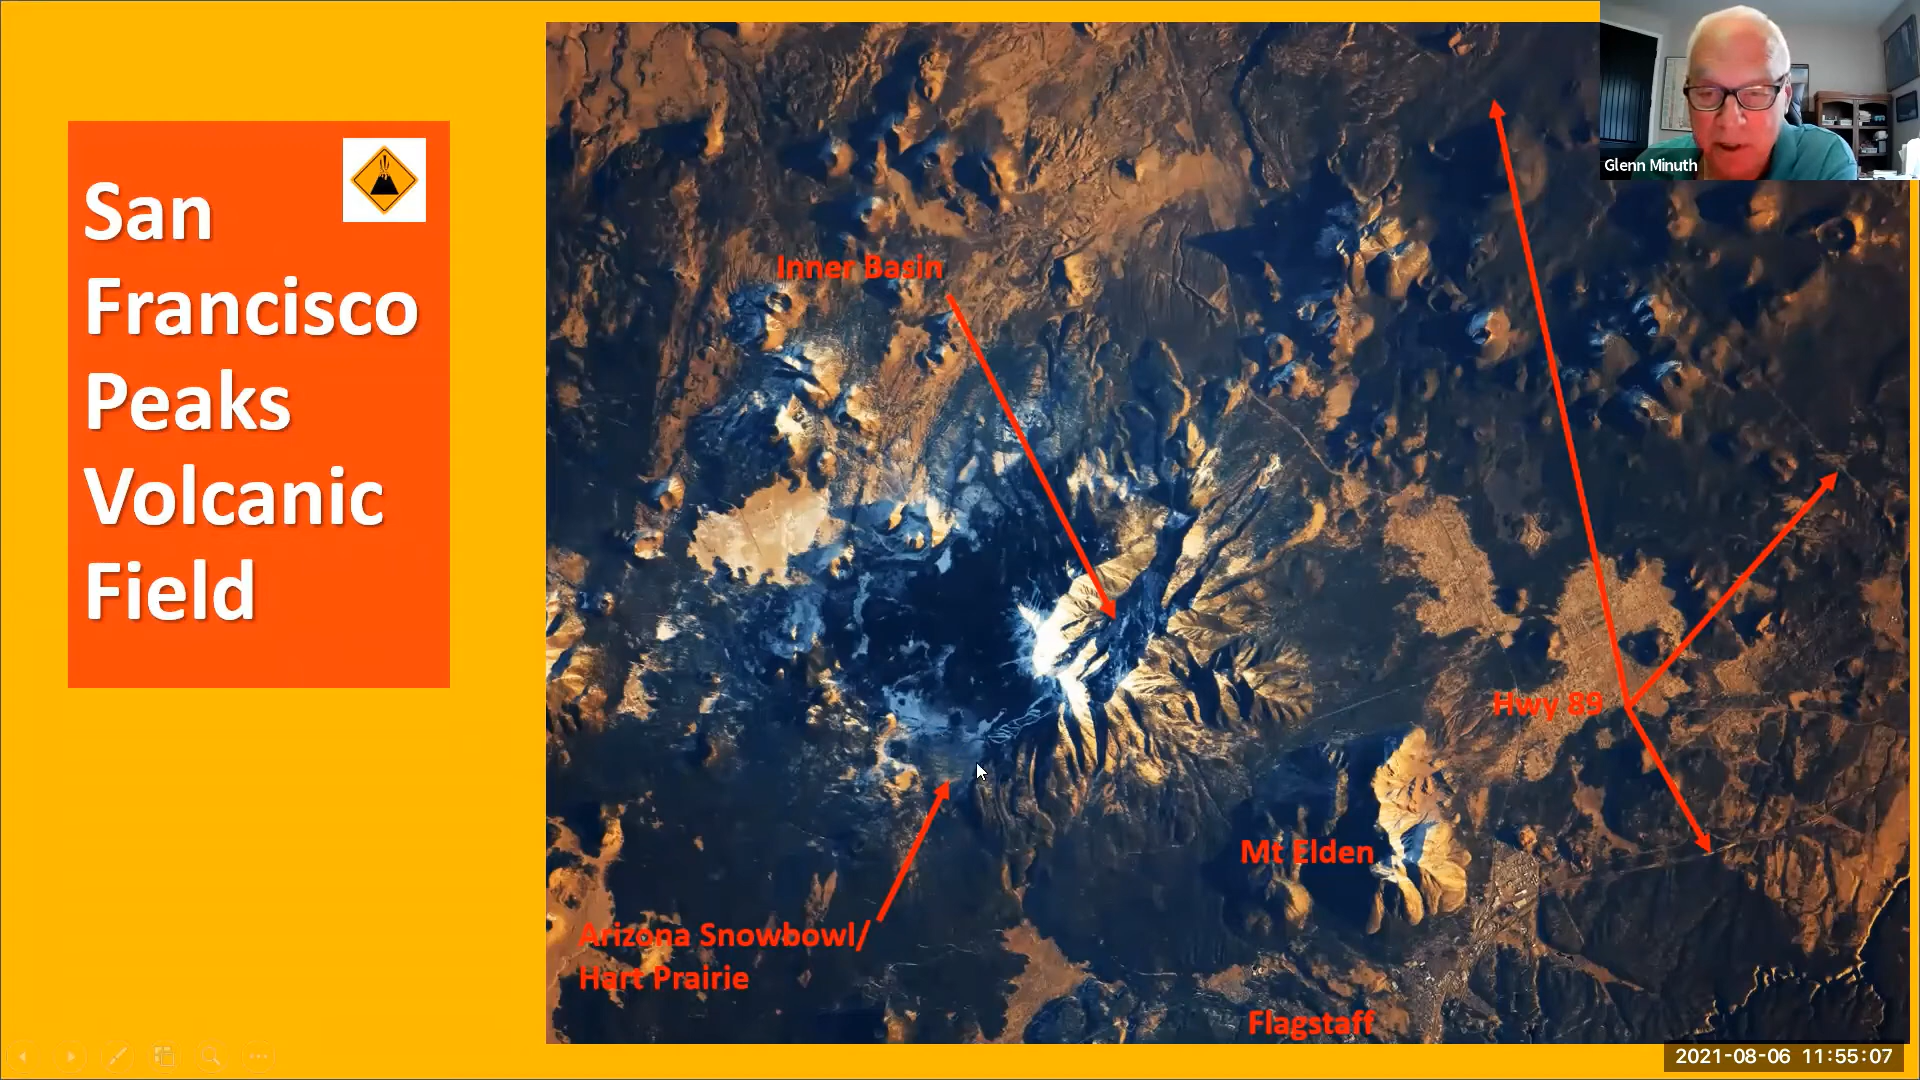 San
Francisco
Peaks
Volcanic
Field
Inner Basin
Hwy 89
Mt Elden
Arizona Snowbowl/
Hart Prairie
Flagstaff
Glenn Minuth
2021-08-06 11:55:07